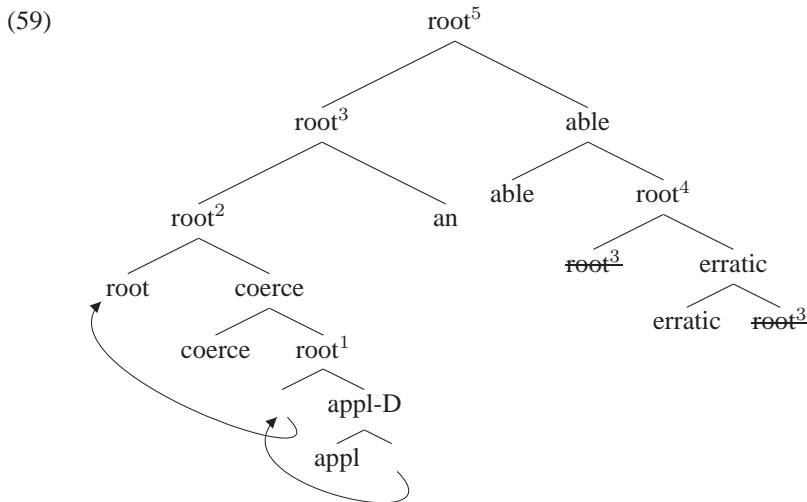 (59)
root⁵
root³ able
root² an able root⁴
root coerce root³ erratic
coerce root¹ erratic root³
appl-D
appl